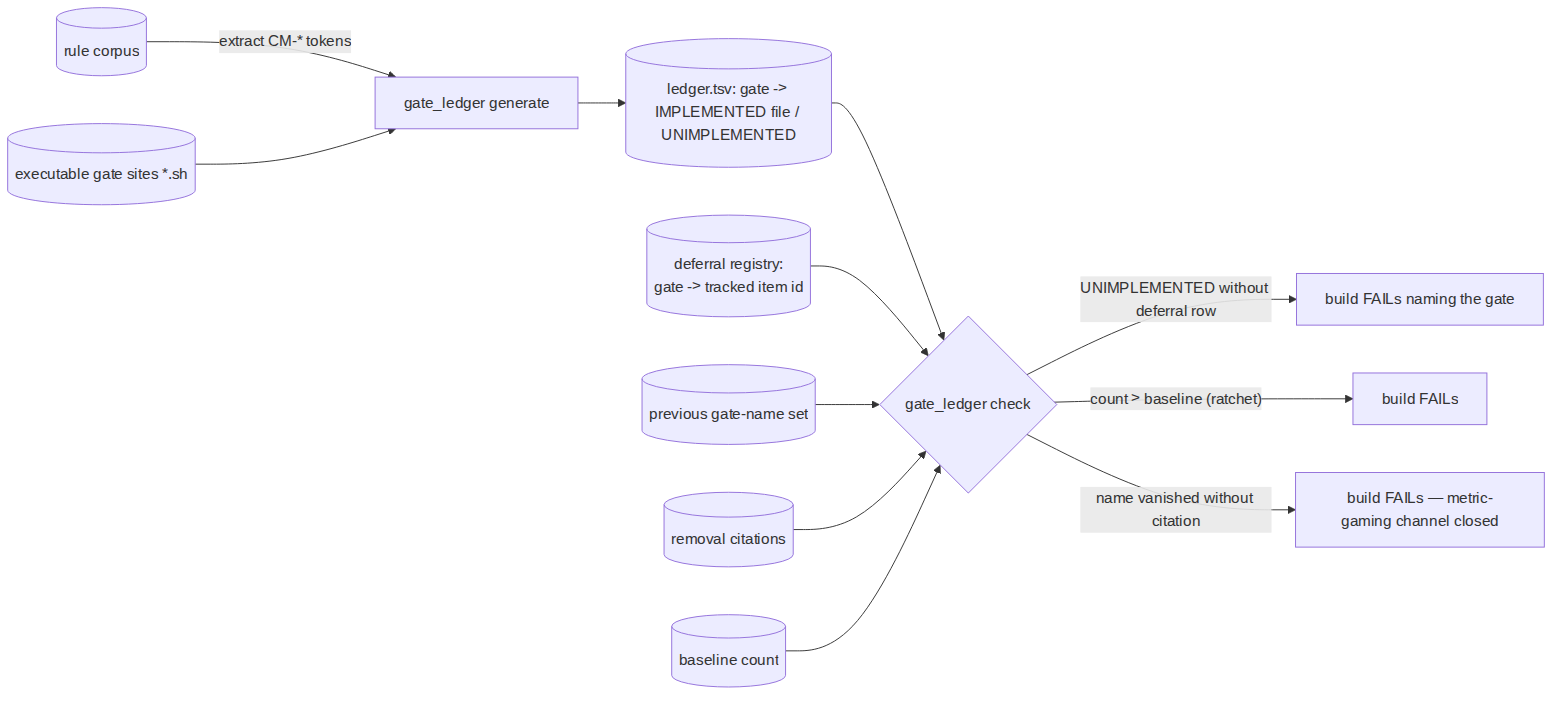 rule corpus
extract CM-* tokens
executable gate sites *.sh
gate_ledger generate
ledger.tsv: gate ->
IMPLEMENTED file /
UNIMPLEMENTED
deferral registry:
gate -> tracked item id
previous gate-name set
removal citations
baseline count
gate_ledger check
UNIMPLEMENTED without
deferral row
count > baseline (ratchet)
name vanished without
citation
build FAILs naming the gate
build FAILs
build FAILs — metric-
gaming channel closed